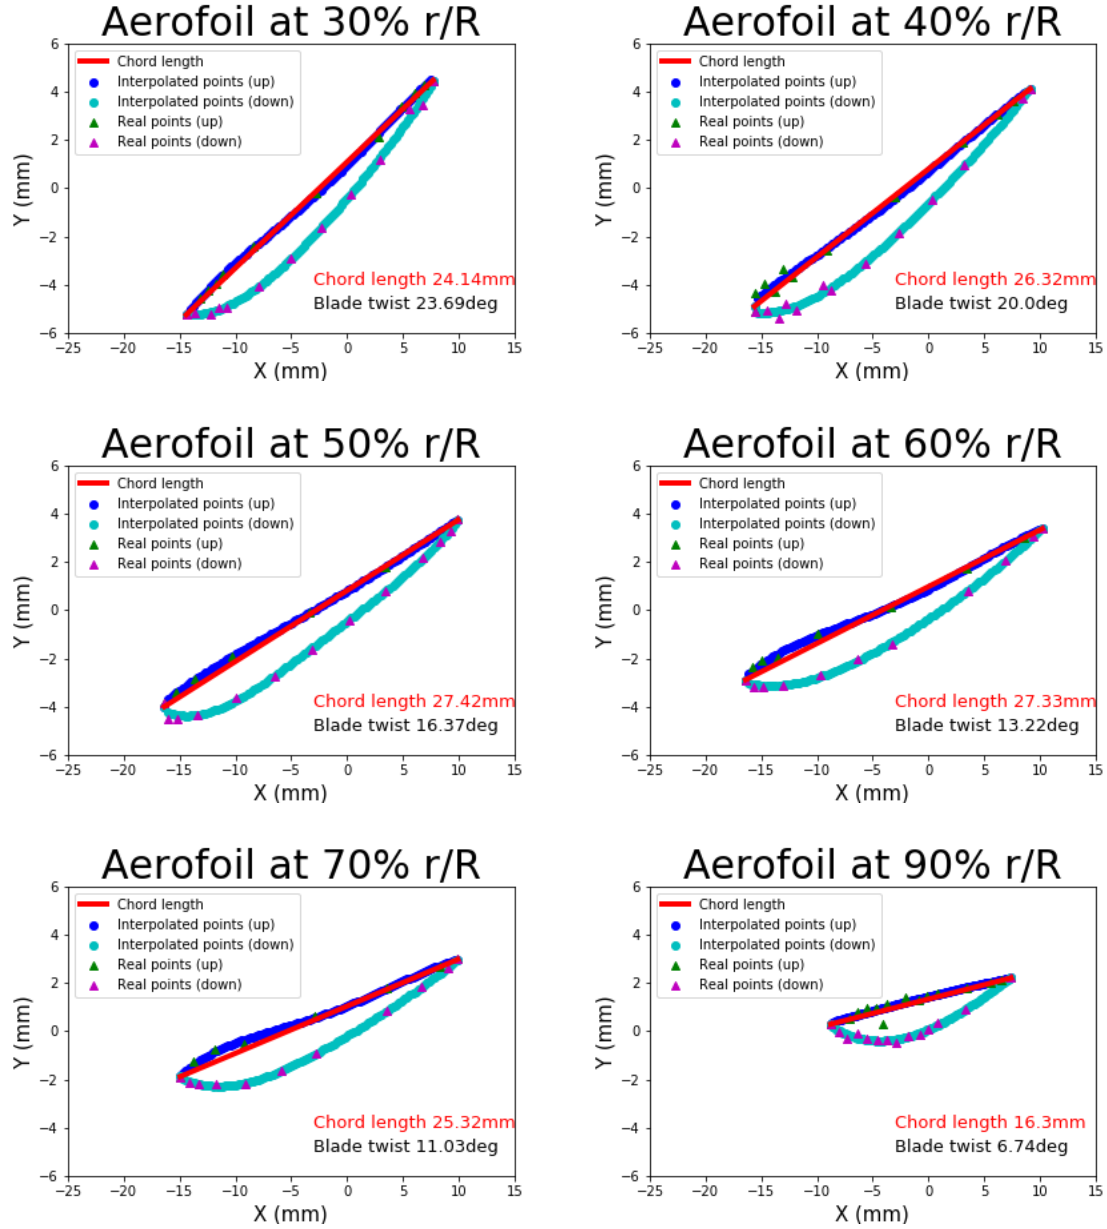 Aerofoil at 30% r/R
6
4
2
0
−2
−4
−6
Y (mm)
Chord length
Interpolated points (up)
Interpolated points (down)
Real points (up)
Real points (down)
Chord length 24.14mm
Blade twist 23.69deg
−25 −20 −15 −10 −5 0 5 10 15
X (mm)
Aerofoil at 40% r/R
6
4
2
0
−2
−4
−6
Y (mm)
Chord length
Interpolated points (up)
Interpolated points (down)
Real points (up)
Real points (down)
Chord length 26.32mm
Blade twist 20.0deg
−25 −20 −15 −10 −5 0 5 10 15
X (mm)
Aerofoil at 50% r/R
6
4
2
0
−2
−4
−6
Y (mm)
Chord length
Interpolated points (up)
Interpolated points (down)
Real points (up)
Real points (down)
Chord length 27.42mm
Blade twist 16.37deg
−25 −20 −15 −10 −5 0 5 10 15
X (mm)
Aerofoil at 60% r/R
6
4
2
0
−2
−4
−6
Y (mm)
Chord length
Interpolated points (up)
Interpolated points (down)
Real points (up)
Real points (down)
Chord length 27.33mm
Blade twist 13.22deg
−25 −20 −15 −10 −5 0 5 10 15
X (mm)
Aerofoil at 70% r/R
6
4
2
0
−2
−4
−6
Y (mm)
Chord length
Interpolated points (up)
Interpolated points (down)
Real points (up)
Real points (down)
Chord length 25.32mm
Blade twist 11.03deg
−25 −20 −15 −10 −5 0 5 10 15
X (mm)
Aerofoil at 90% r/R
6
4
2
0
−2
−4
−6
Y (mm)
Chord length
Interpolated points (up)
Interpolated points (down)
Real points (up)
Real points (down)
Chord length 16.3mm
Blade twist 6.74deg
−25 −20 −15 −10 −5 0 5 10 15
X (mm)